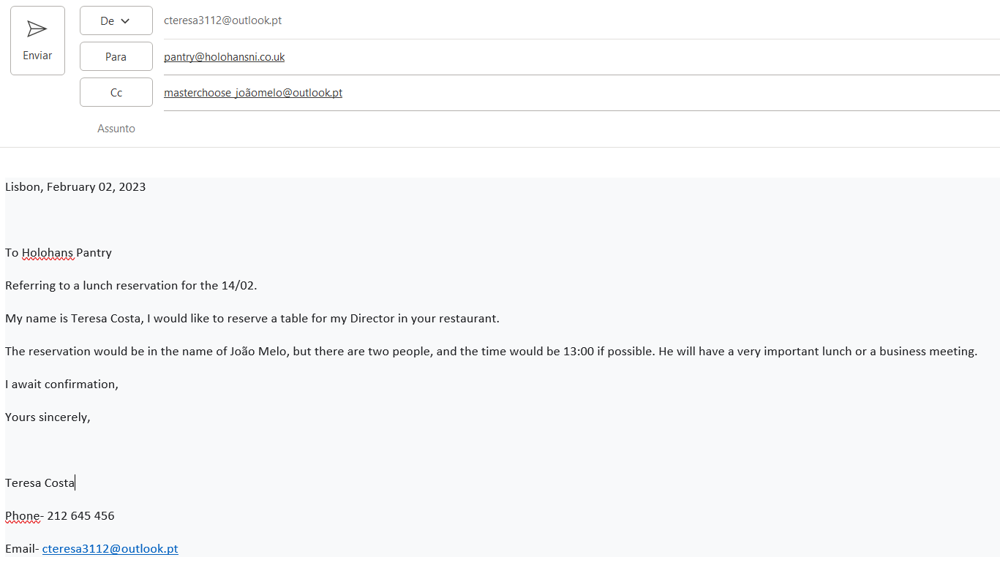 De
cteresa3112@outlook.pt
Enviar
Para
pantry@holohansni.co.uk
Cc
masterchoose_joãomelo@outlook.pt
Assunto
Lisbon, February 02, 2023
To Holohans Pantry
Referring to a lunch reservation for the 14/02.
My name is Teresa Costa, I would like to reserve a table for my Director in your restaurant.
The reservation would be in the name of João Melo, but there are two people, and the time would be 13:00 if possible. He will have a very important lunch or a business meeting.
I await confirmation,
Yours sincerely,
Teresa Costa
Phone- 212 645 456
Email- cteresa3112@outlook.pt